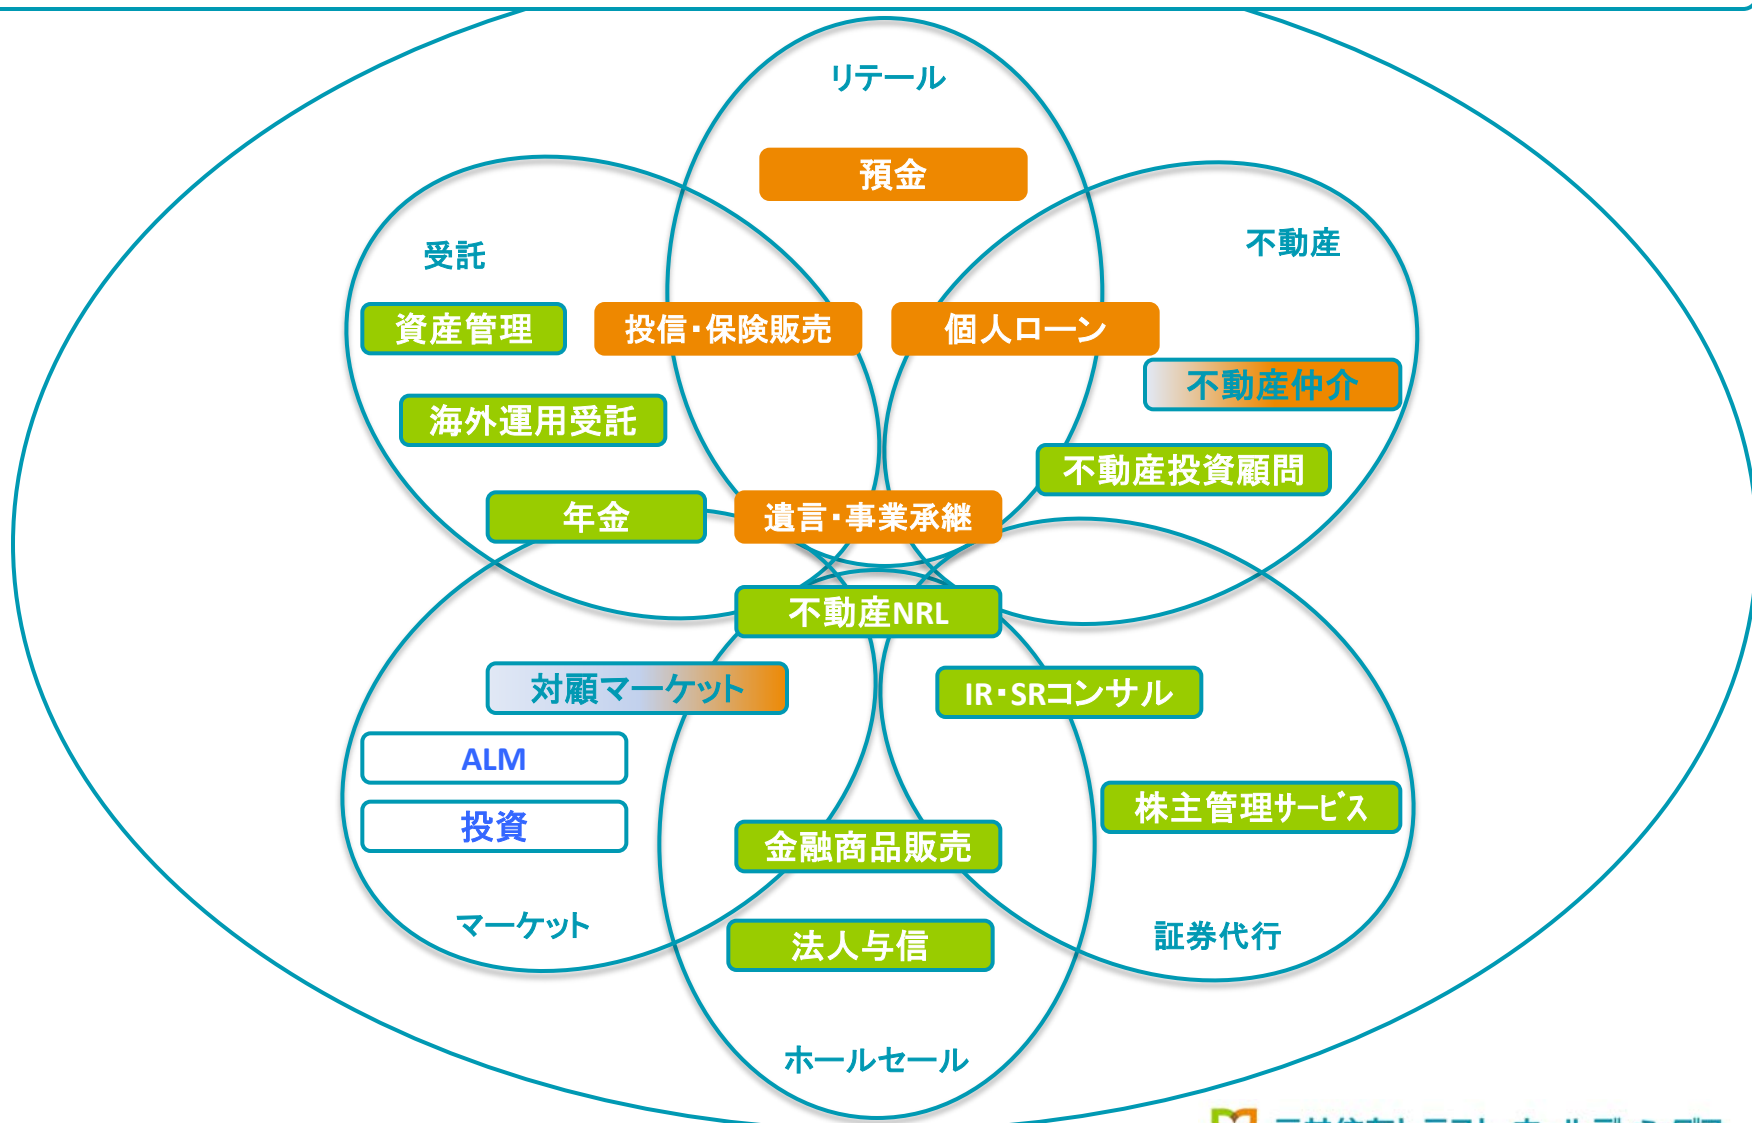 リテール
預金
受託
不動産
資産管理
投信・保険販売
個人ローン
不動産仲介
海外運用受託
不動産投資顧問
年金
遺言・事業承継
不動産NRL
対顧マーケット
IR・SRコンサル
ALM
株主管理サービス
投資
金融商品販売
マーケット
法人与信
証券代行
ホールセール